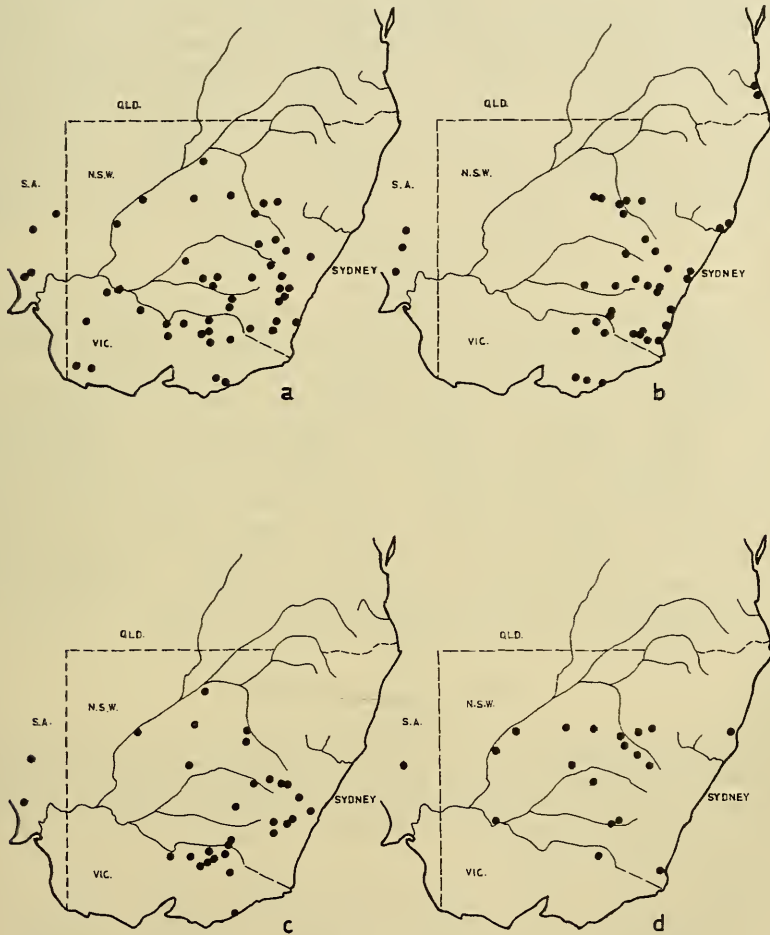 QLD.
S.A.
N.S.W.
SYDNEY
VIC.
a
QLD.
S.A.
N.S.W.
SYDNEY
VIC.
b
QLD.
S.A.
N.S.W.
SYDNEY
VIC.
c
QLD.
S.A.
N.S.W.
SYDNEY
VIC.
d